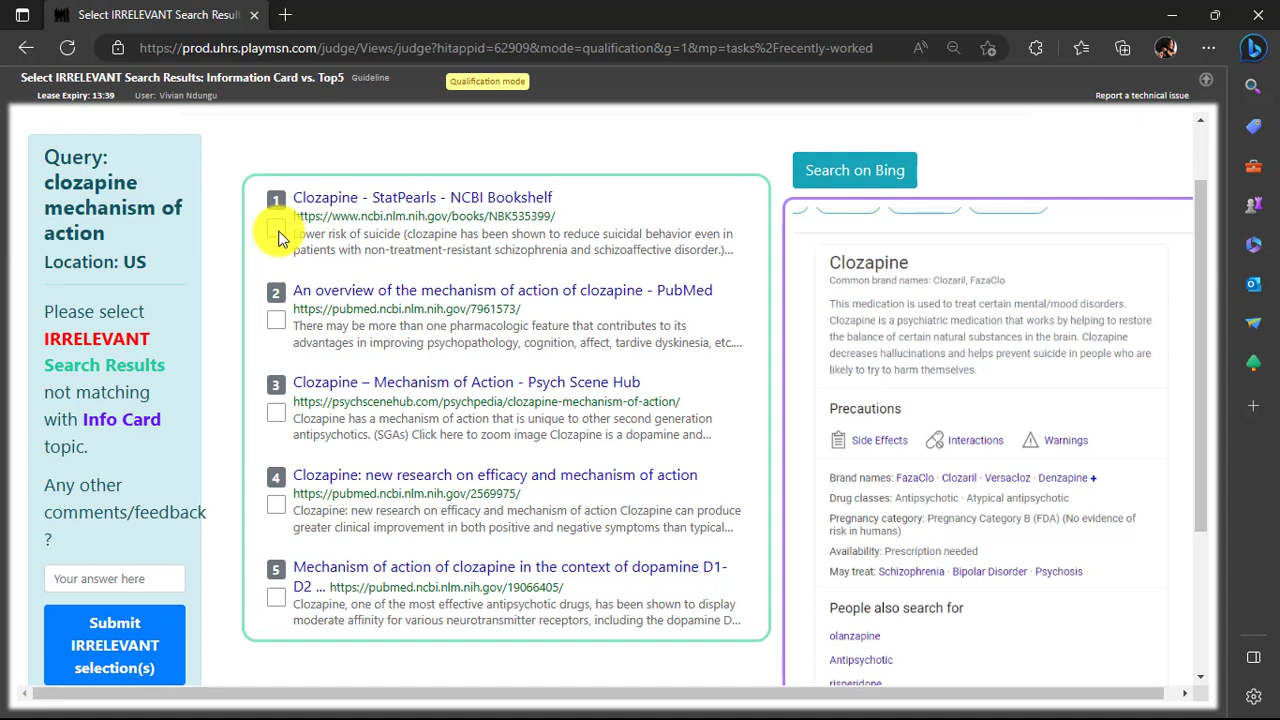 Select IRRELEVANT Search Results:
https://prod.uhrs.playmsn.com/judge/Views/judge?hitappid=62909&mode=qualification&g=1&mp=tasks%2Frecently-worked
Select IRRELEVANT Search Results: Information Card vs. Top5 Guideline
Qualification mode
Lease Expiry: 13:39 User: Vivian Ndungu
Report a technical issue
Query:
clozapine
mechanism of
action
Location: US
Please select
IRRELEVANT
Search Results
not matching
with Info Card
topic.
Any other
comments/feedback
?
Your answer here
Submit
IRRELEVANT
selection(s)
1 Clozapine - StatPearls - NCBI Bookshelf
https://www.ncbi.nlm.nih.gov/books/NBK535399/
Lower risk of suicide (clozapine has been shown to reduce suicidal behavior even in
patients with non-treatment-resistant schizophrenia and schizoaffective disorder.)...
2 An overview of the mechanism of action of clozapine - PubMed
https://pubmed.ncbi.nlm.nih.gov/7961573/
There may be more than one pharmacologic feature that contributes to its
advantages in improving psychopathology, cognition, affect, tardive dyskinesia, etc....
3 Clozapine – Mechanism of Action - Psych Scene Hub
https://psychscenehub.com/psychpedia/clozapine-mechanism-of-action/
Clozapine has a mechanism of action that is unique to other second generation
antipsychotics. (SGAs) Click here to zoom image Clozapine is a dopamine and...
4 Clozapine: new research on efficacy and mechanism of action
https://pubmed.ncbi.nlm.nih.gov/2569975/
Clozapine: new research on efficacy and mechanism of action Clozapine can produce
greater clinical improvement in both positive and negative symptoms than typical...
5 Mechanism of action of clozapine in the context of dopamine D1-
D2 ... https://pubmed.ncbi.nlm.nih.gov/19066405/
Clozapine, one of the most effective antipsychotic drugs, has been shown to display
moderate affinity for various neurotransmitter receptors, including the dopamine D...
Search on Bing
Clozapine
Common brand names: Clozaril, FazaClo
This medication is used to treat certain mental/mood disorders.
Clozapine is a psychiatric medication that works by helping to restore
the balance of certain natural substances in the brain. Clozapine
decreases hallucinations and helps prevent suicide in people who are
likely to try to harm themselves.
Precautions
Side Effects Interactions Warnings
Brand names: FazaClo · Clozaril · Versacloz · Denzapine +
Drug classes: Antipsychotic · Atypical antipsychotic
Pregnancy category: Pregnancy Category B (FDA) (No evidence of
risk in humans)
Availability: Prescription needed
May treat: Schizophrenia · Bipolar Disorder · Psychosis
People also search for
olanzapine
Antipsychotic
risperidone